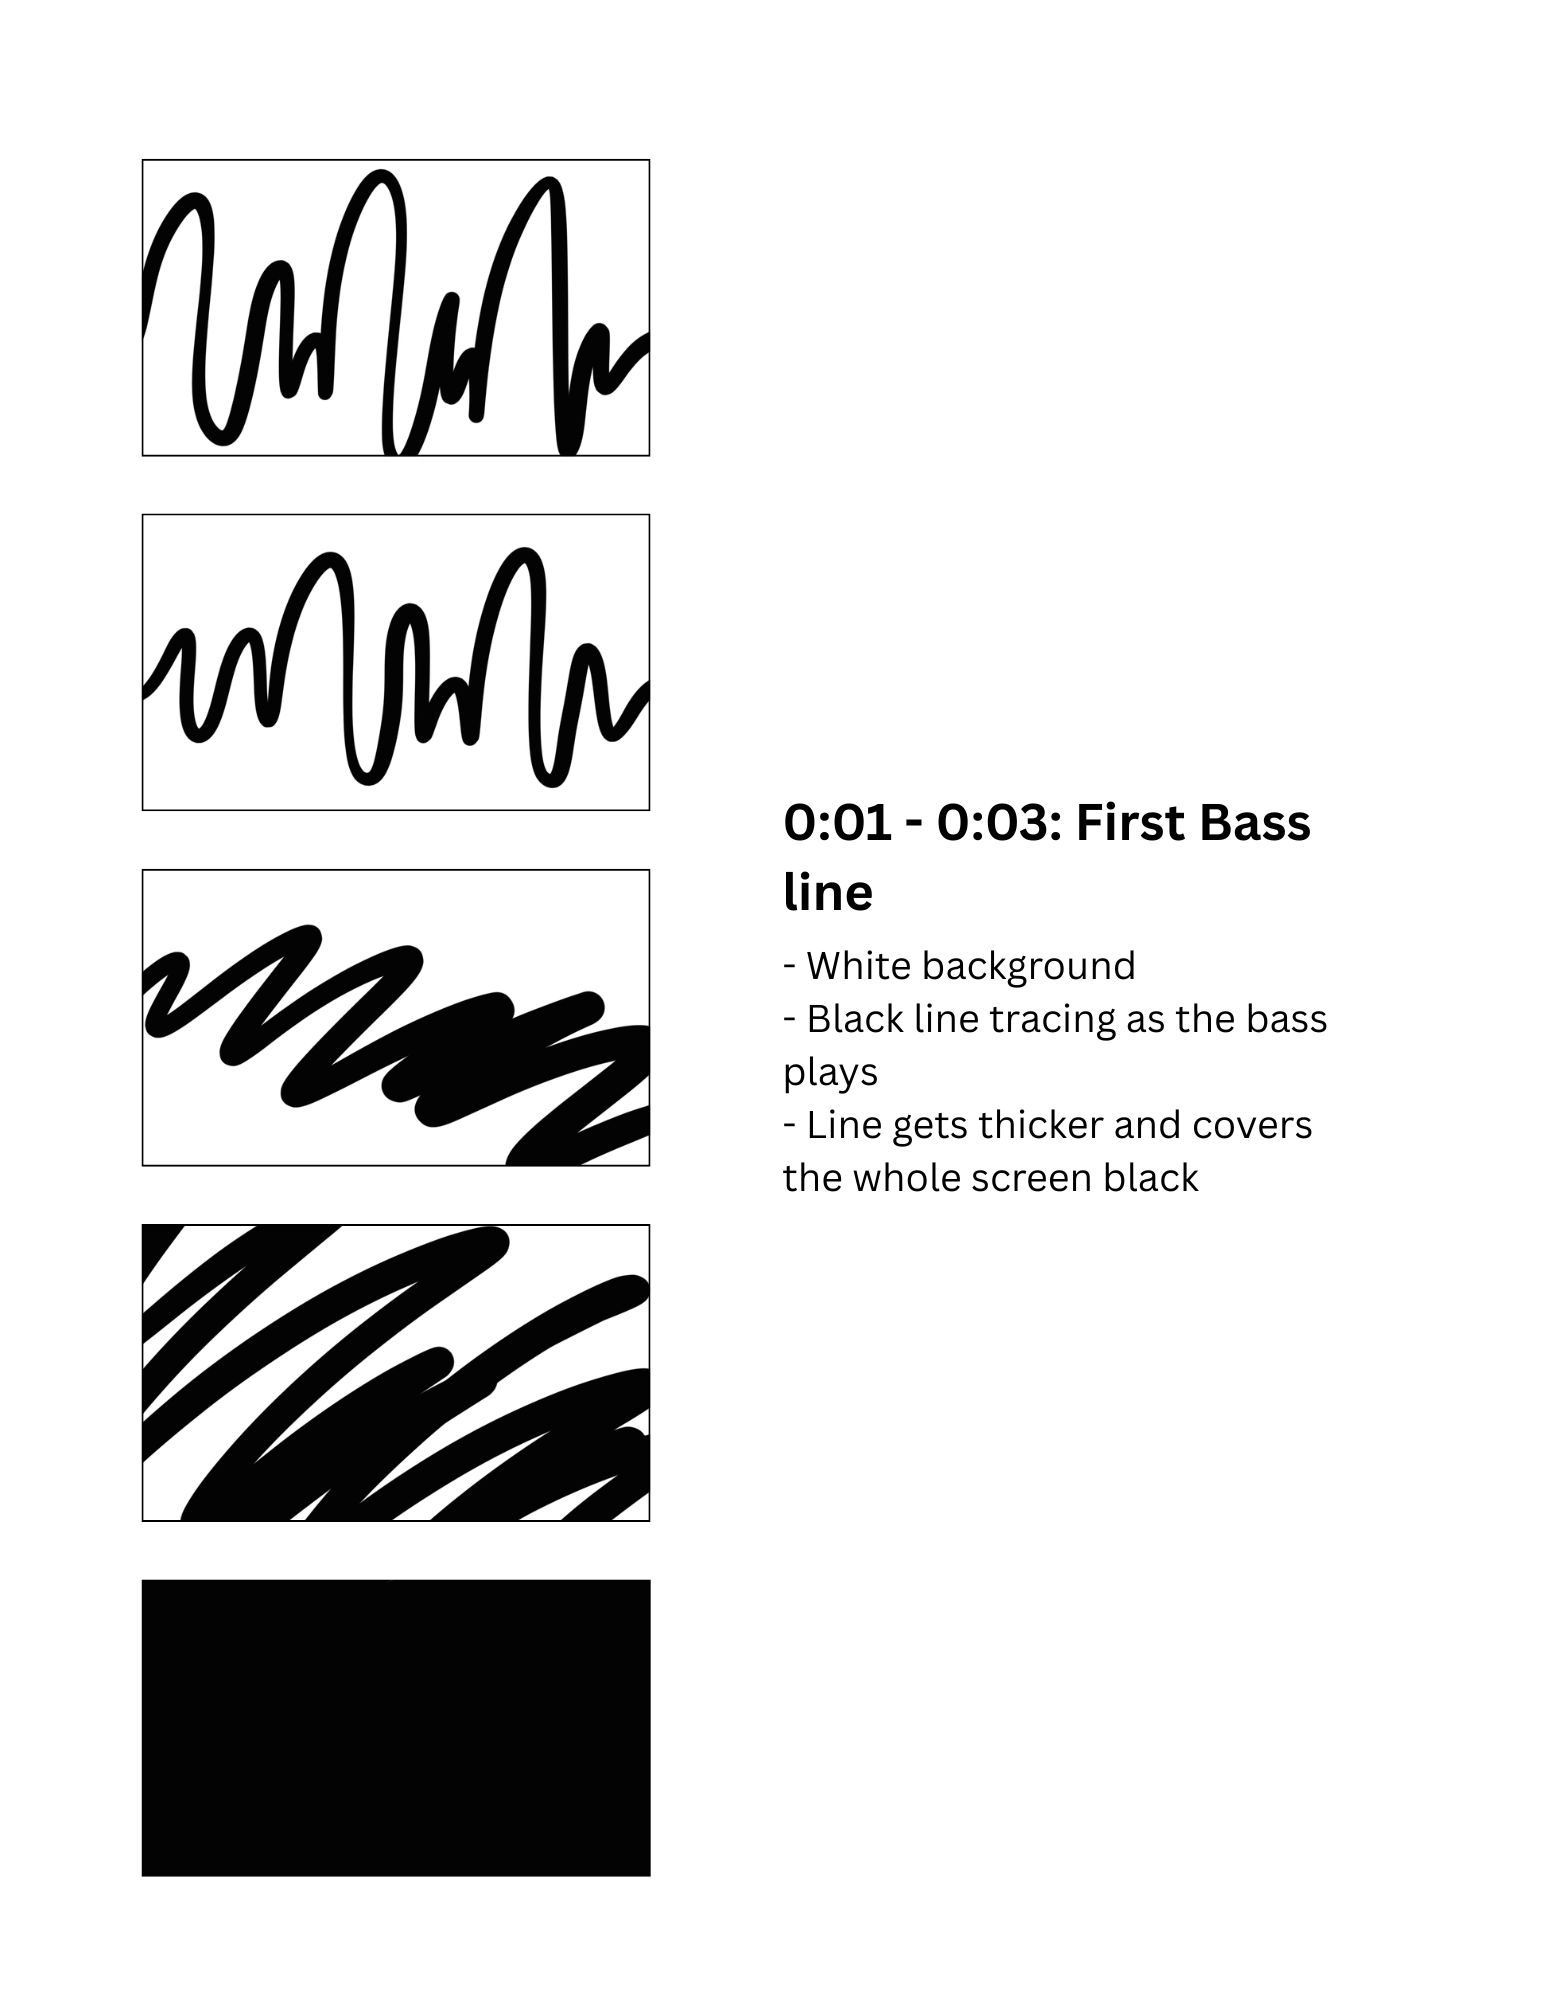 0:01 - 0:03: First Bass
line
- White background
- Black line tracing as the bass
plays
- Line gets thicker and covers
the whole screen black